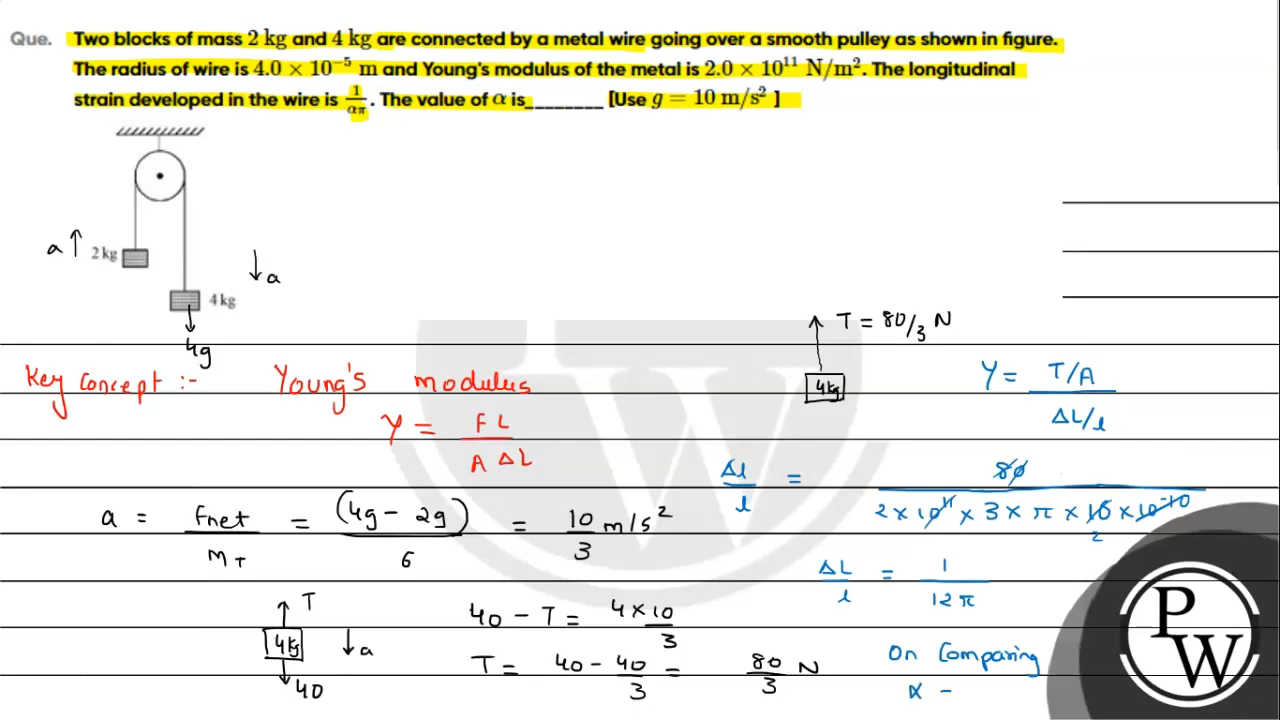 Que. Two blocks of mass 2 kg and 4 kg are connected by a metal wire going over a smooth pulley as shown in figure.
The radius of wire is 4.0 × 10⁻⁵ m and Young's modulus of the metal is 2.0 × 10¹¹ N/m². The longitudinal
strain developed in the wire is 1/απ. The value of α is________ [Use g = 10 m/s² ]
a ↑ 2 kg ↓ a
4 kg
4g
T = 80/3 N
4kg
Key Concept :- Young's modulus
Y = FL / A ΔL
Y = T/A / ΔL/l
Δl/l = 80 / 2 × 10¹¹ × 3 × π × 16 × 10⁻¹⁰
2
a = Fnet / mT = (4g - 2g) / 6 = 10/3 m/s²
ΔL/l = 1 / 12π
T
4kg ↓ a
40
40 - T = 4 × 10 / 3
T = 40 - 40/3 = 80/3 N
On Comparing
α -
PW